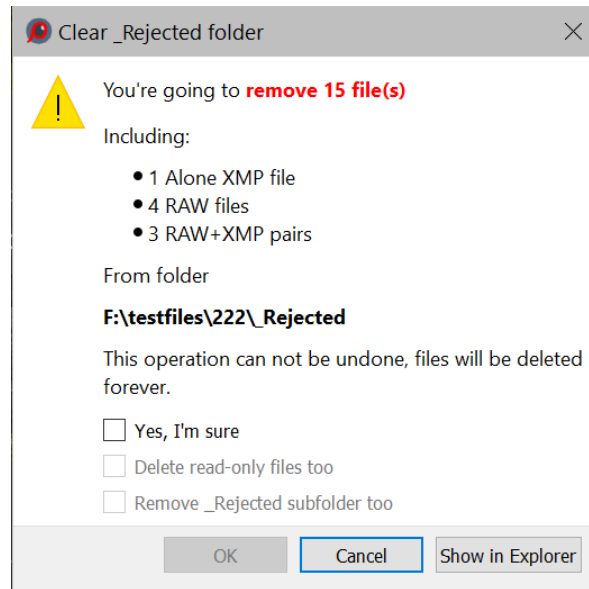 Clear _Rejected folder
You're going to remove 15 file(s)
Including:
• 1 Alone XMP file
• 4 RAW files
• 3 RAW+XMP pairs
From folder
F:\testfiles\222\_Rejected
This operation can not be undone, files will be deleted
forever.
Yes, I'm sure
Delete read-only files too
Remove _Rejected subfolder too
OK Cancel Show in Explorer